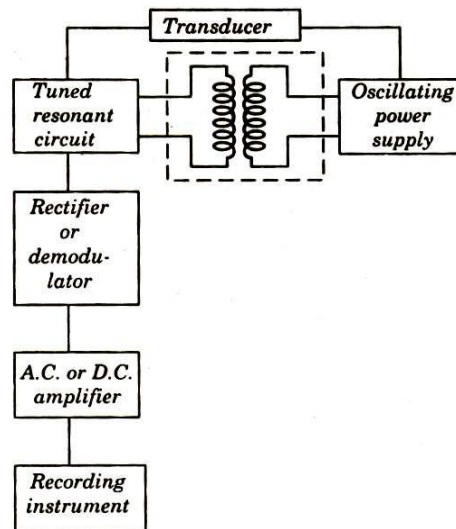 Transducer
Tuned
resonant
circuit
Oscillating
power
supply
Rectifier
or
demodu-
lator
A.C. or D.C.
amplifier
Recording
instrument